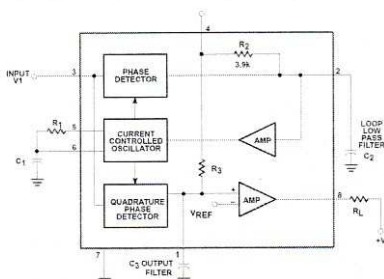 4
R2
3.9k
INPUT
V1
3
PHASE
DETECTOR
2
R1
5
6
CURRENT
CONTROLLED
OSCILLATOR
AMP
LOOP
LOW PASS
FILTER
C2
C1
R3
QUADRATURE
PHASE
DETECTOR
+
−
AMP
VREF
8
RL
+V
7
1
C3 OUTPUT
FILTER